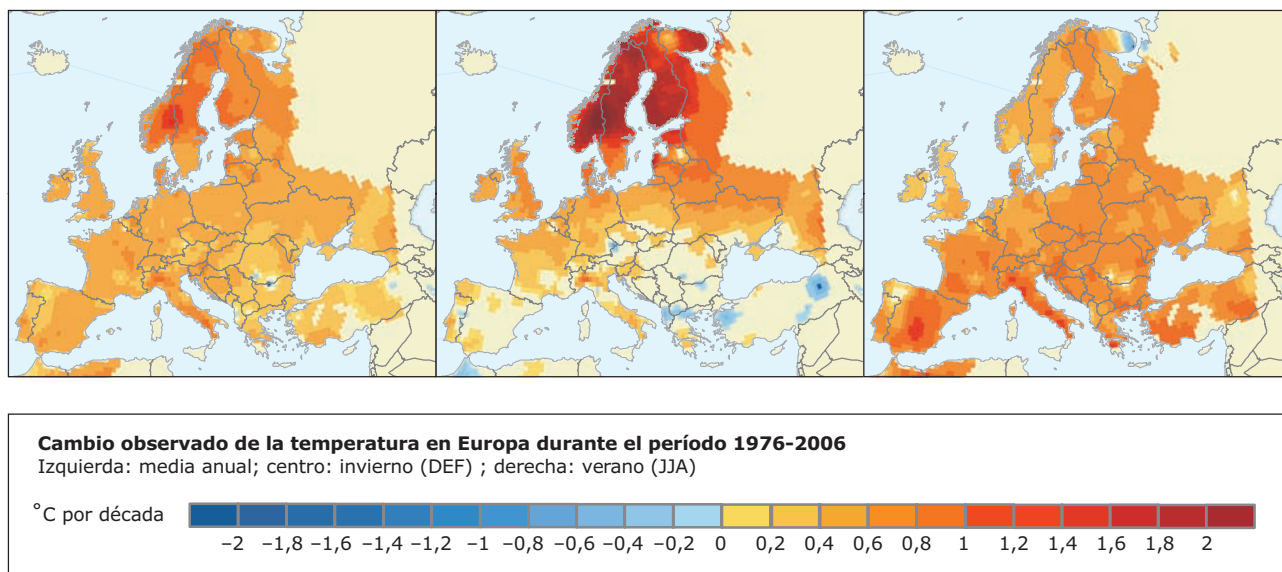 Cambio observado de la temperatura en Europa durante el período 1976-2006
Izquierda: media anual; centro: invierno (DEF) ; derecha: verano (JJA)
°C por década
−2 −1,8 −1,6 −1,4 −1,2 −1 −0,8 −0,6 −0,4 −0,2 0 0,2 0,4 0,6 0,8 1 1,2 1,4 1,6 1,8 2